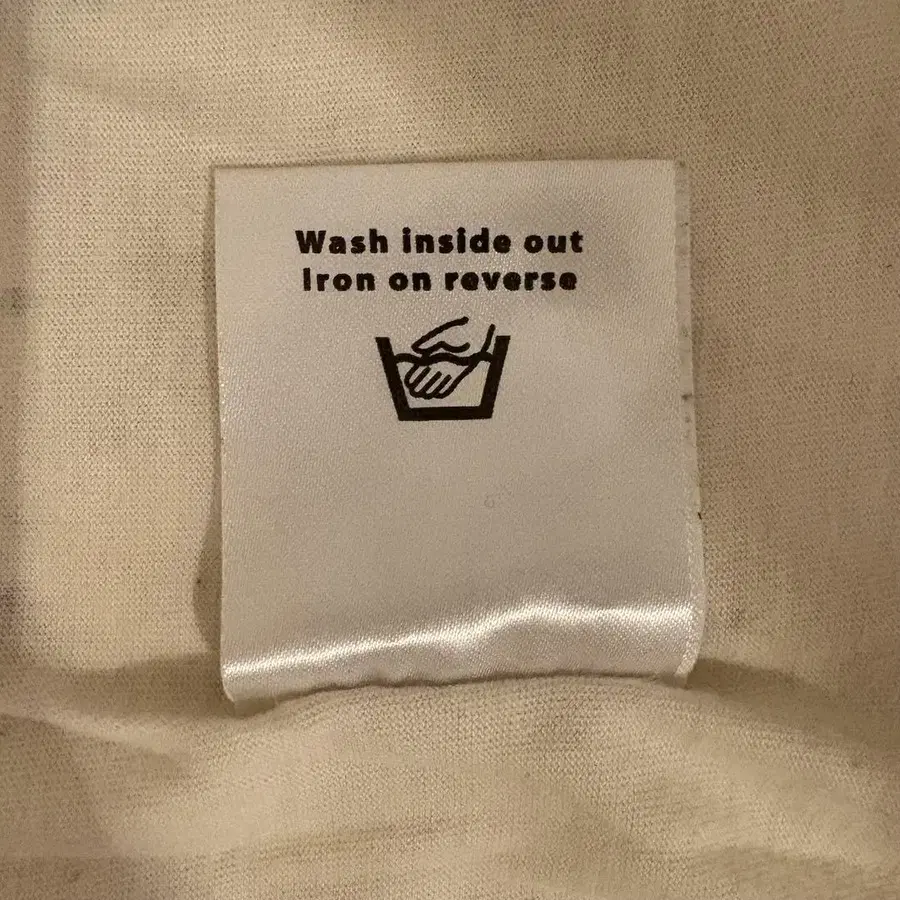 Wash inside out
Iron on reverse